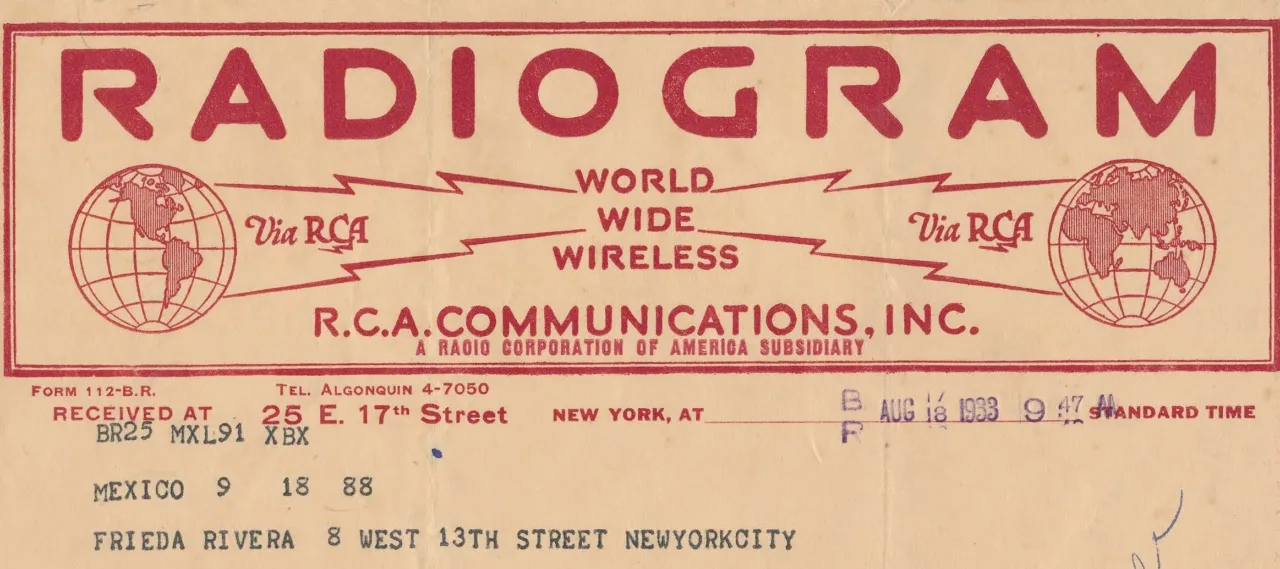 RADIOGRAM
WORLD
WIDE
WIRELESS
Via RCA
Via RCA
R.C.A. COMMUNICATIONS, INC.
A RADIO CORPORATION OF AMERICA SUBSIDIARY
FORM 112-B.R. TEL. ALGONQUIN 4-7050
RECEIVED AT 25 E. 17th Street NEW YORK, AT BR AUG 18 1933 9 47 AM STANDARD TIME
BR25 MXL91 XBX
MEXICO 9 18 88
FRIEDA RIVERA 8 WEST 13TH STREET NEWYORKCITY